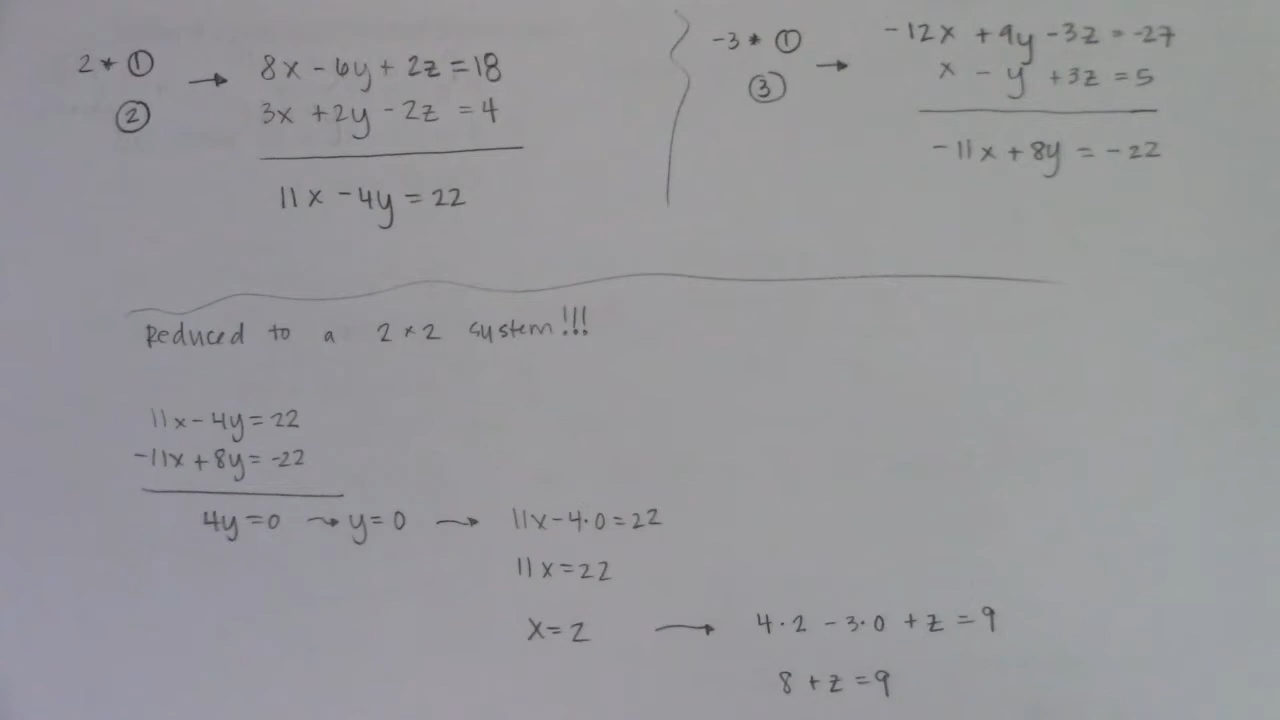 2 * ① → 8x - 6y + 2z = 18
② 3x + 2y - 2z = 4
11x - 4y = 22
-3 * ① → -12x + 9y - 3z = -27
③ x - y + 3z = 5
-11x + 8y = -22
Reduced to a 2 × 2 system!!!
11x - 4y = 22
-11x + 8y = -22
4y = 0 → y = 0 → 11x - 4·0 = 22
11x = 22
x = 2 → 4·2 - 3·0 + z = 9
8 + z = 9